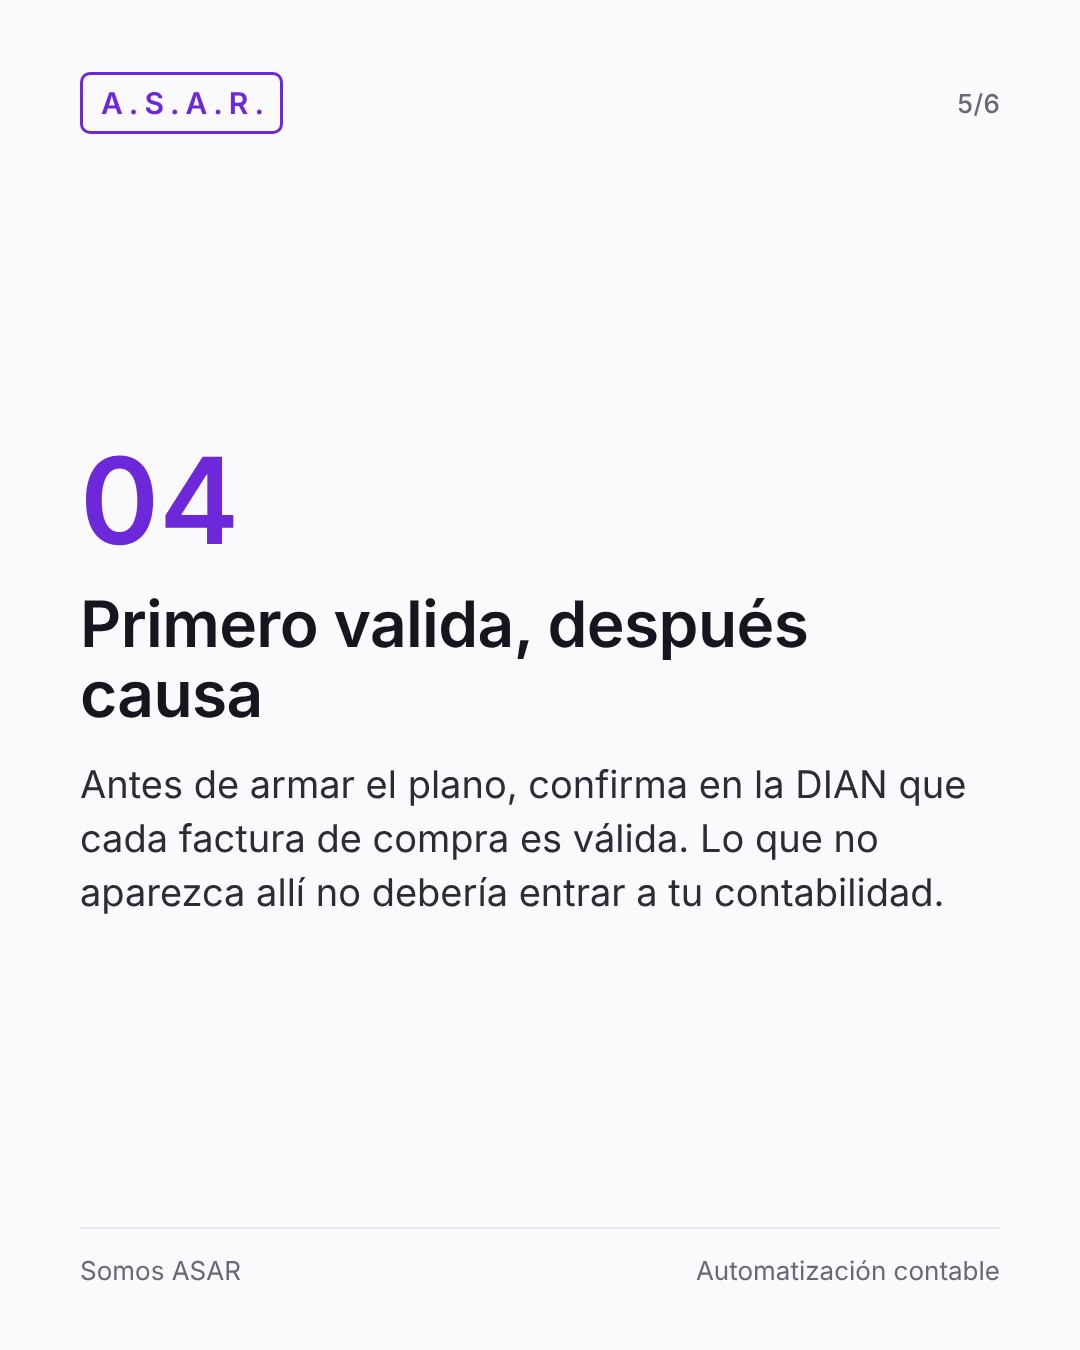 A.S.A.R.
5/6
04
Primero valida, después
causa
Antes de armar el plano, confirma en la DIAN que
cada factura de compra es válida. Lo que no
aparezca allí no debería entrar a tu contabilidad.
Somos ASAR
Automatización contable